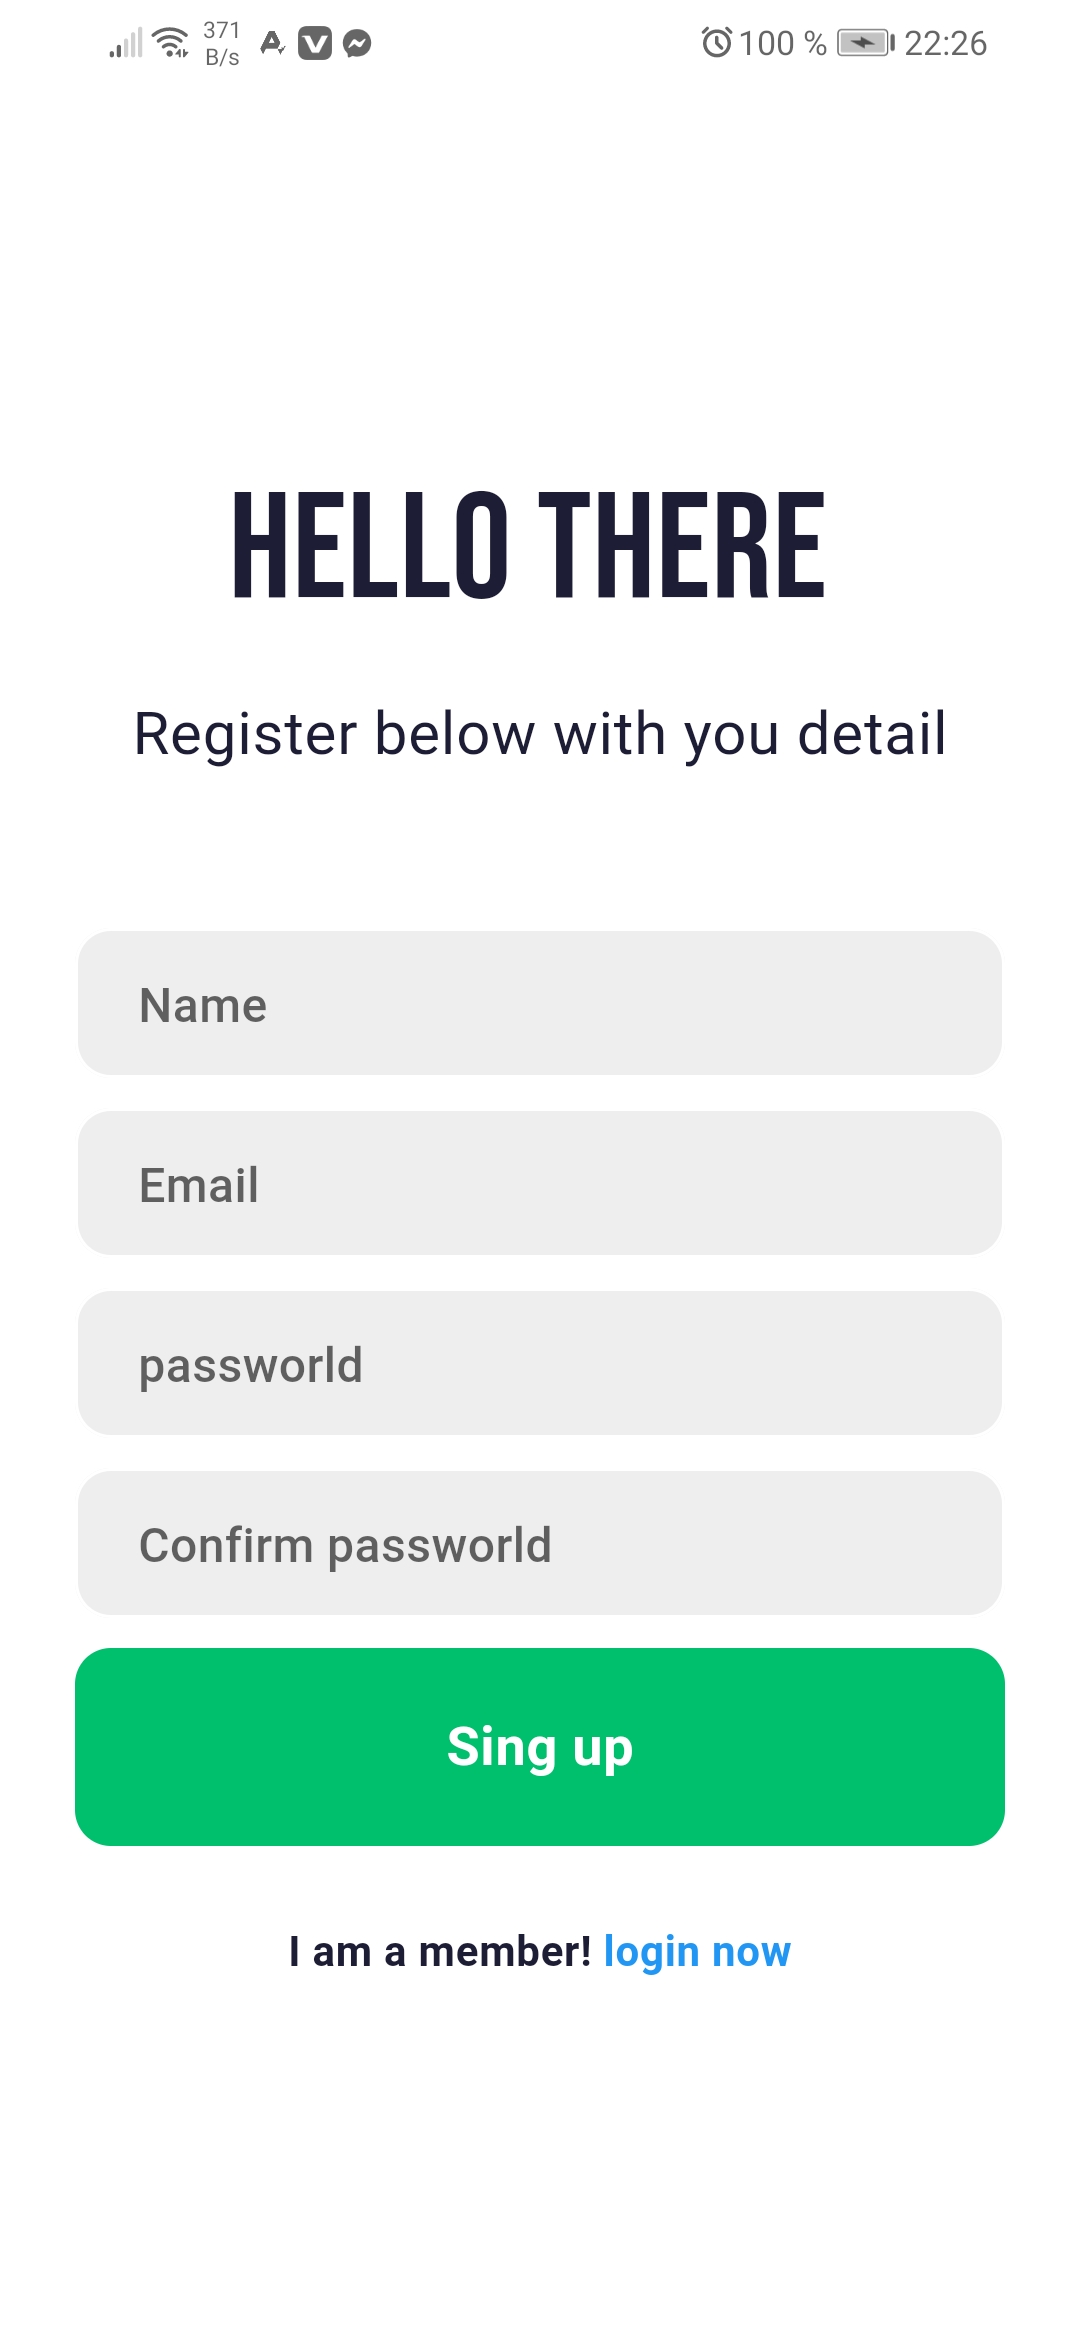 371
B/s
100 %
22:26
HELLO THERE
Register below with you detail
Name
Email
passworld
Confirm passworld
Sing up
I am a member! login now